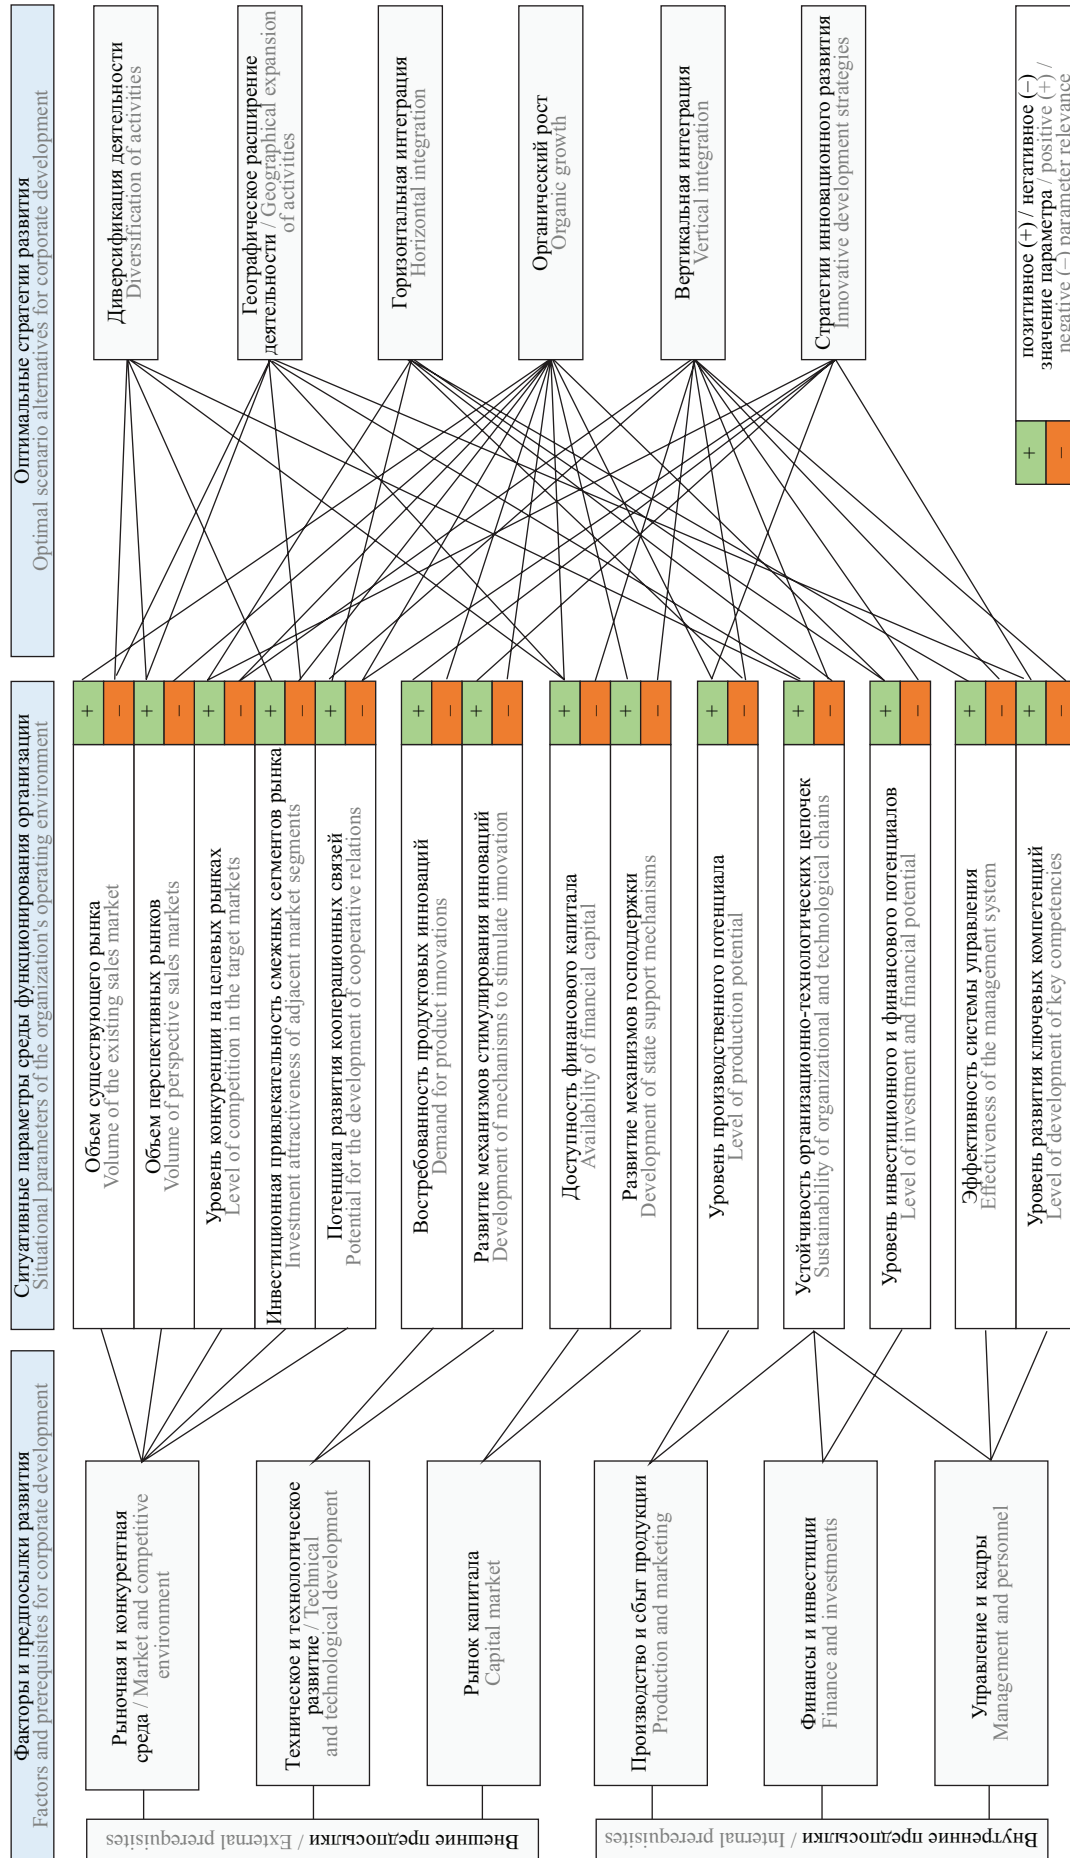 Факторы и предпосылки развития
Factors and prerequisites for corporate development
Ситуативные параметры среды функционирования организации
Situational parameters of the organization's operating environment
Оптимальные стратегии развития
Optimal scenario alternatives for corporate development
Внешние предпосылки / External prerequisites
Рыночная и конкурентная
среда / Market and competitive
environment
Техническое и технологическое
развитие / Technical
and technological development
Рынок капитала
Capital market
Внутренние предпосылки / Internal prerequisites
Производство и сбыт продукции
Production and marketing
Финансы и инвестиции
Finance and investments
Управление и кадры
Management and personnel
Объем существующего рынка
Volume of the existing sales market
+
–
Объем перспективных рынков
Volume of perspective sales markets
+
–
Уровень конкуренции на целевых рынках
Level of competition in the target markets
+
–
Инвестиционная привлекательность смежных сегментов рынка
Investment attractiveness of adjacent market segments
+
–
Потенциал развития кооперационных связей
Potential for the development of cooperative relations
+
–
Востребованность продуктовых инноваций
Demand for product innovations
+
–
Развитие механизмов стимулирования инноваций
Development of mechanisms to stimulate innovation
+
–
Доступность финансового капитала
Availability of financial capital
+
–
Развитие механизмов господдержки
Development of state support mechanisms
+
–
Уровень производственного потенциала
Level of production potential
+
–
Устойчивость организационно-технологических цепочек
Sustainability of organizational and technological chains
+
–
Уровень инвестиционного и финансового потенциалов
Level of investment and financial potential
+
–
Эффективность системы управления
Effectiveness of the management system
+
–
Уровень развития ключевых компетенций
Level of development of key competencies
+
–
Диверсификация деятельности
Diversification of activities
Географическое расширение
деятельности / Geographical expansion
of activities
Горизонтальная интеграция
Horizontal integration
Органический рост
Organic growth
Вертикальная интеграция
Vertical integration
Стратегии инновационного развития
Innovative development strategies
+
–
позитивное (+) / негативное (–)
значение параметра / positive (+) /
negative (–) parameter relevance